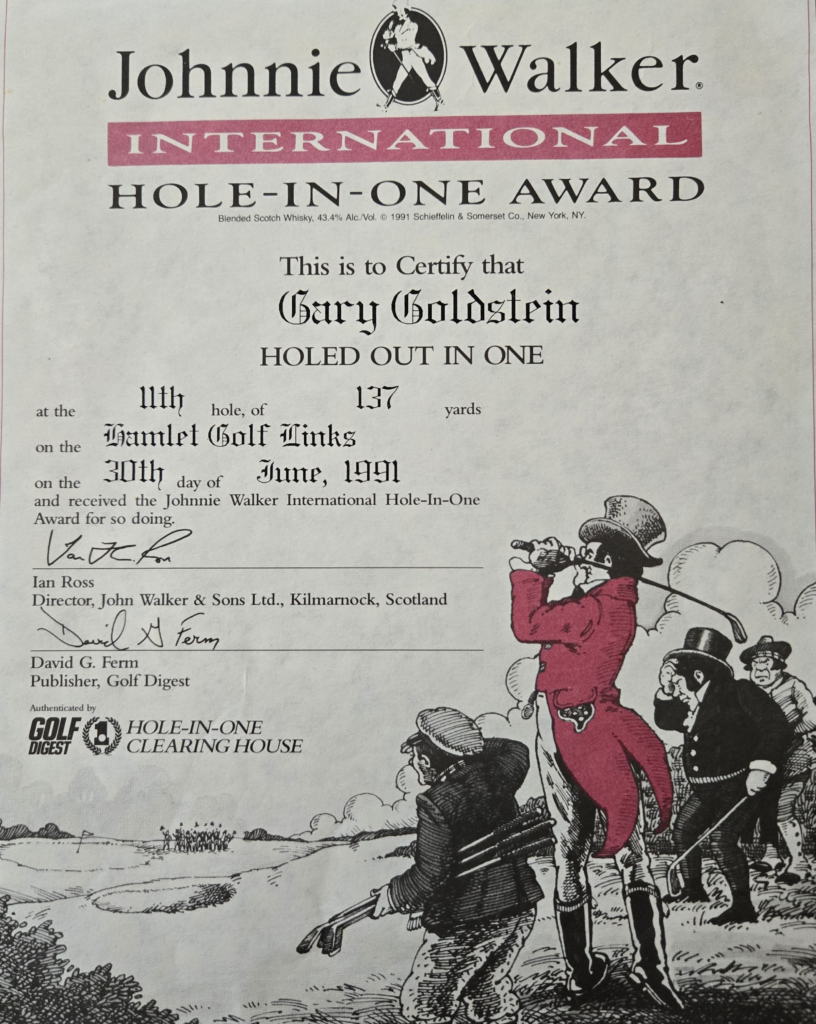 Johnnie Walker®
INTERNATIONAL
HOLE-IN-ONE AWARD
Blended Scotch Whisky, 43.4% Alc./Vol. © 1991 Schieffelin & Somerset Co., New York, NY.
This is to Certify that
Gary Goldstein
HOLED OUT IN ONE
at the 11th hole, of 137 yards
on the Hamlet Golf Links
on the 30th day of June, 1991
and received the Johnnie Walker International Hole-In-One
Award for so doing.
Ian Ross
Director, John Walker & Sons Ltd., Kilmarnock, Scotland
David G Ferm
David G. Ferm
Publisher, Golf Digest
Authenticated by
GOLF DIGEST 1 HOLE-IN-ONE
CLEARING HOUSE